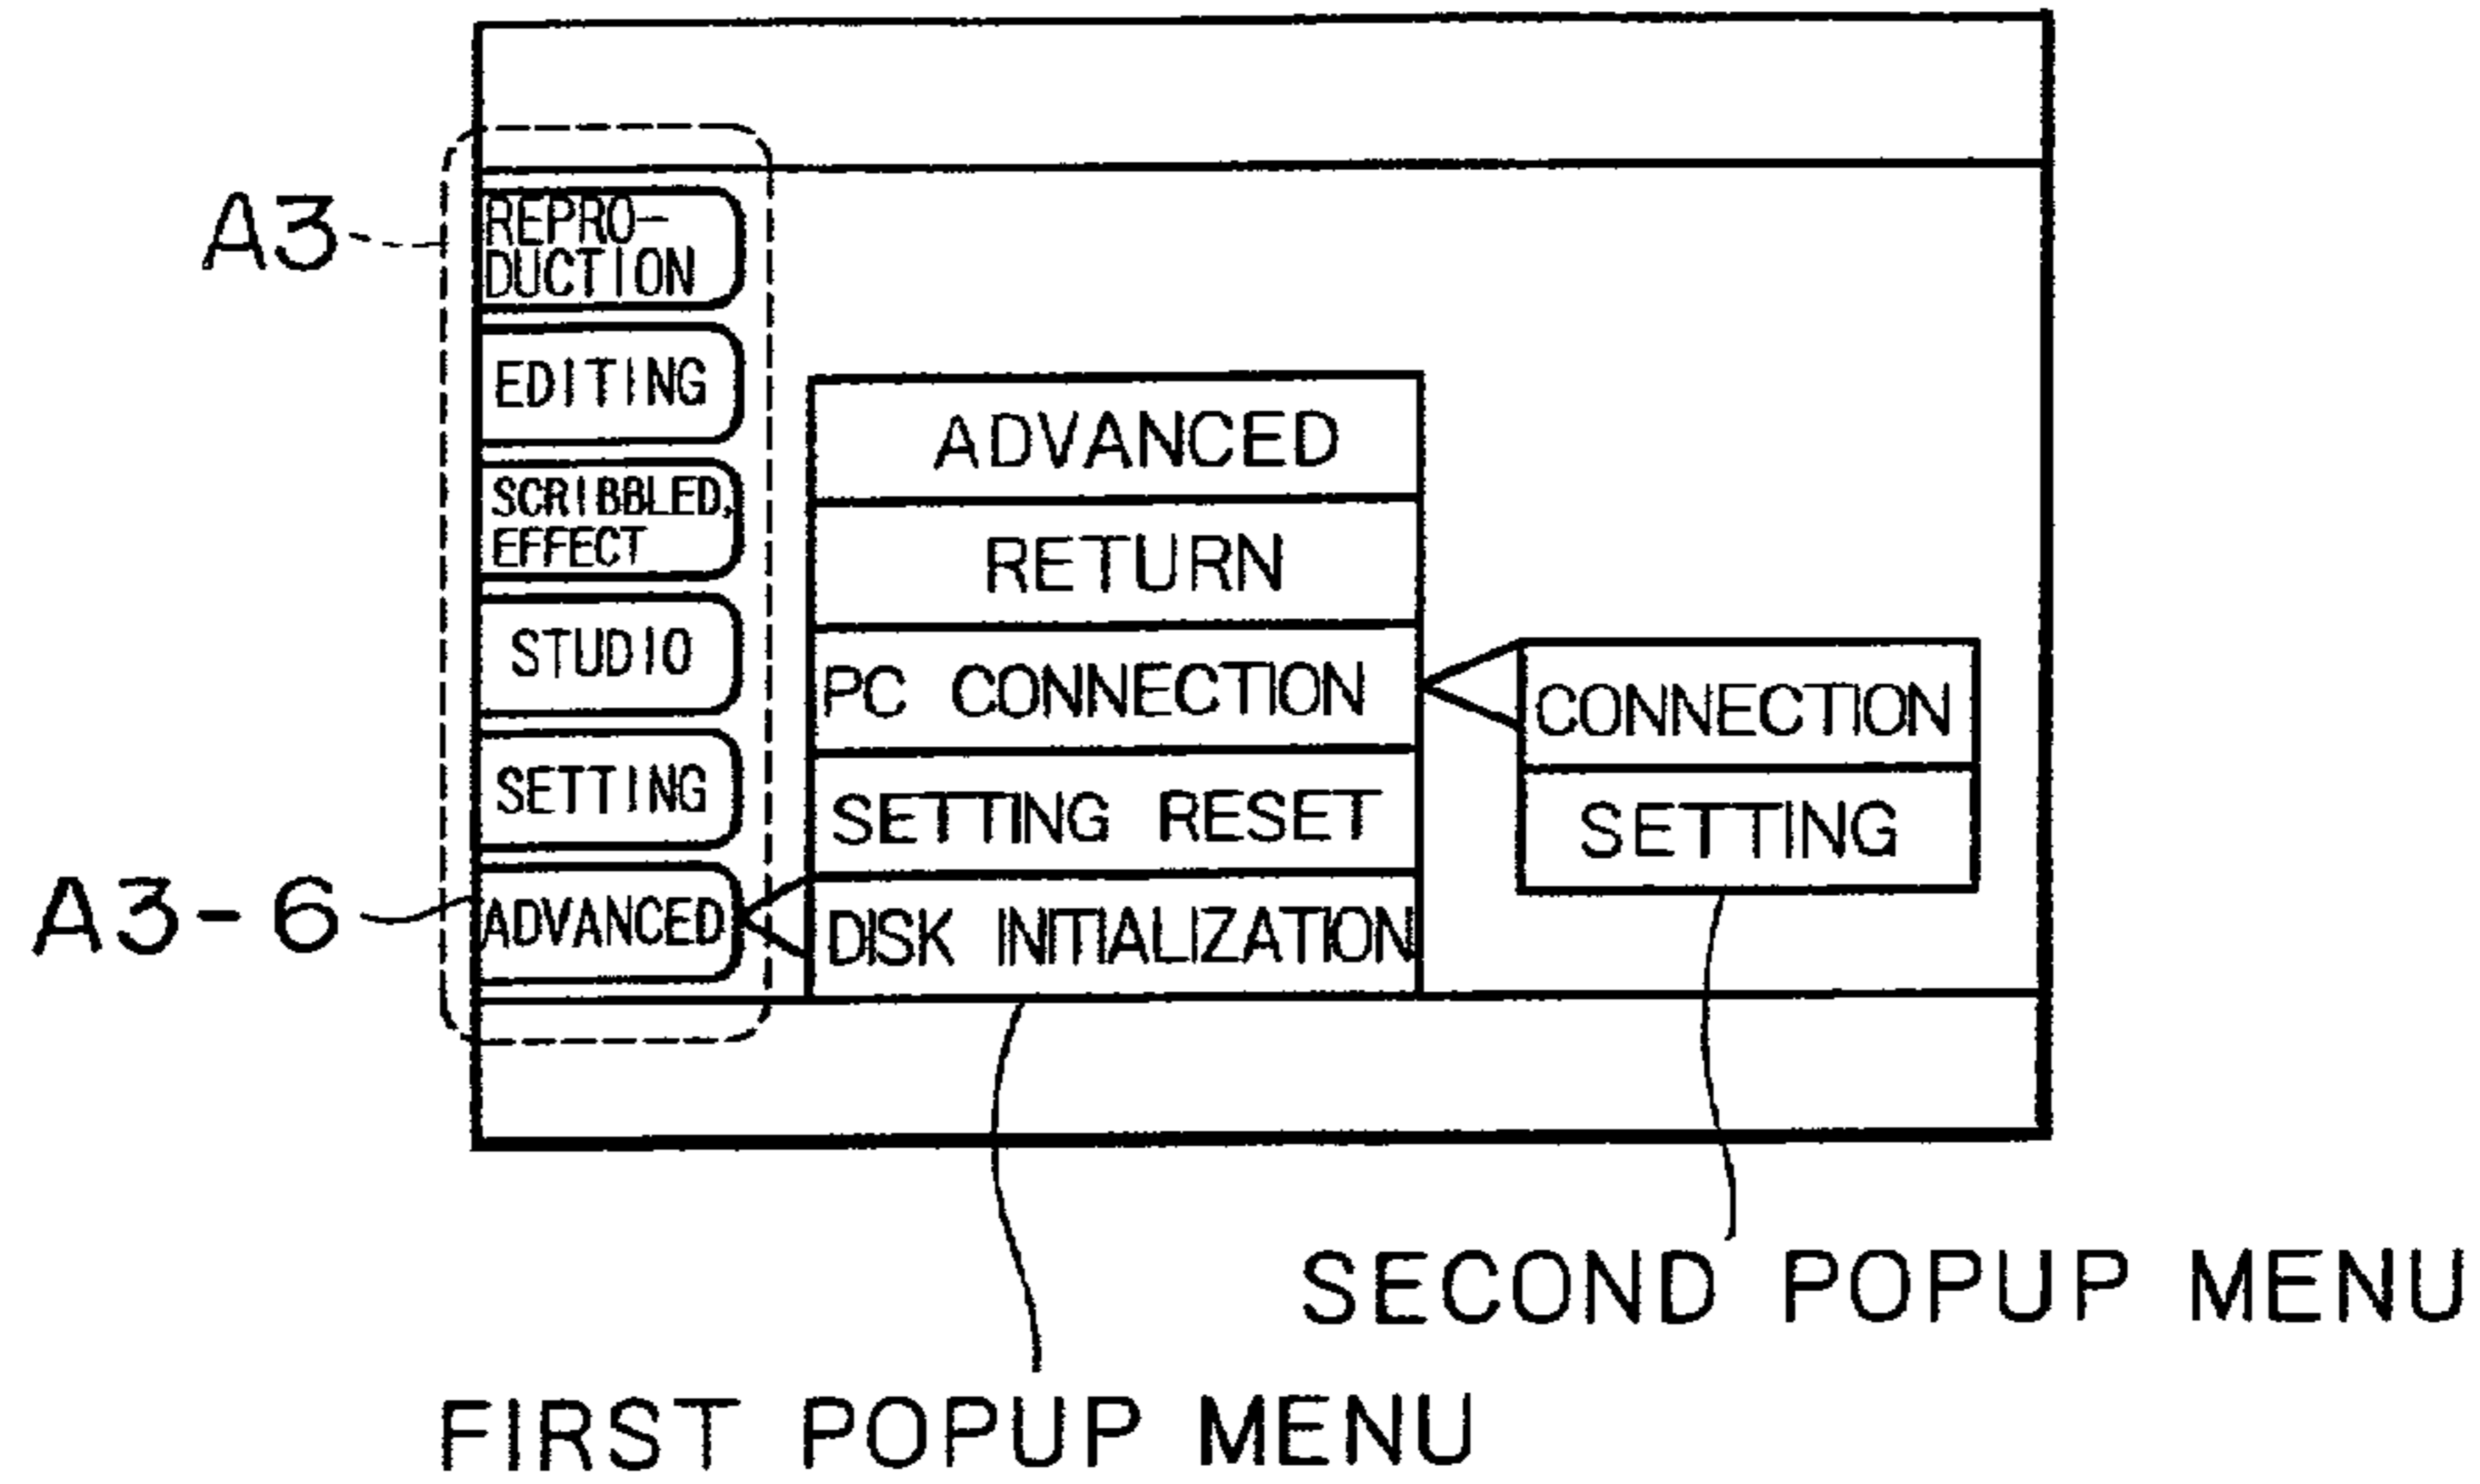 A3
REPRO-
DUCTION
EDITING
SCRIBBLED,
EFFECT
STUDIO
SETTING
A3-6
ADVANCED
ADVANCED
RETURN
PC CONNECTION
SETTING RESET
DISK INITIALIZATION
CONNECTION
SETTING
SECOND POPUP MENU
FIRST POPUP MENU